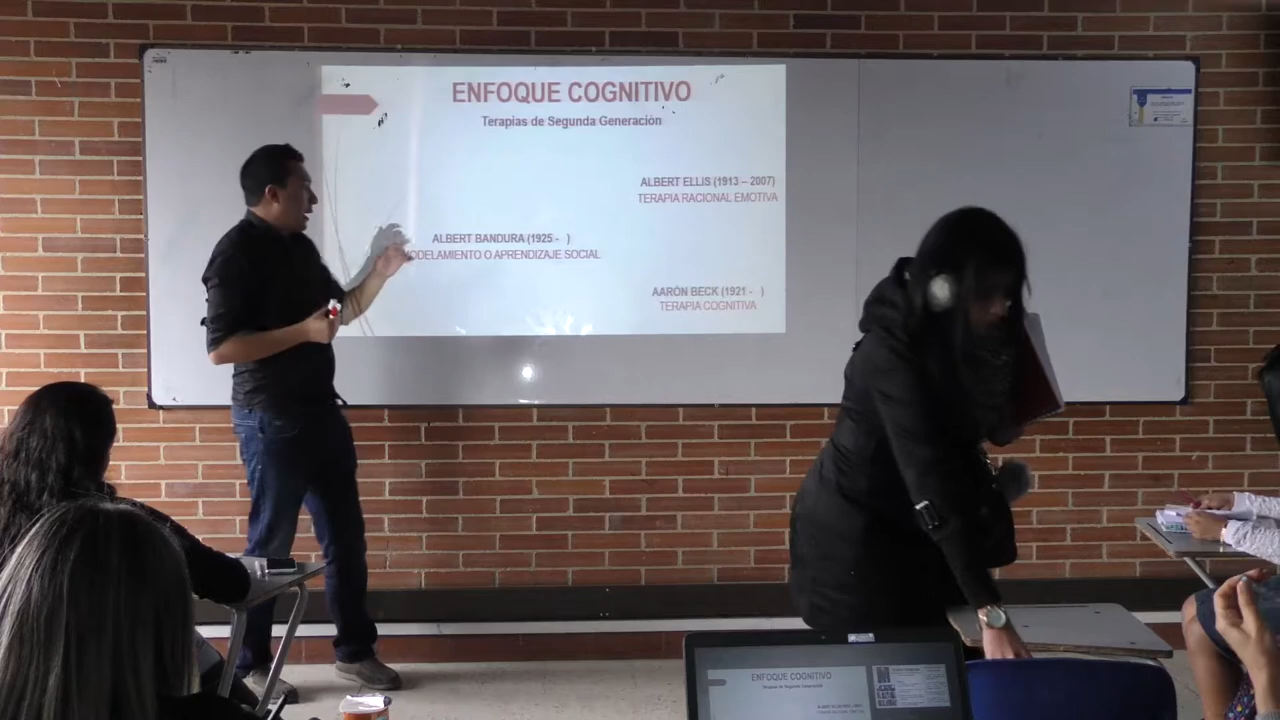 ENFOQUE COGNITIVO
Terapias de Segunda Generación
ALBERT ELLIS (1913 – 2007)
TERAPIA RACIONAL EMOTIVA
ALBERT BANDURA (1925 - )
MODELAMIENTO O APRENDIZAJE SOCIAL
AARÓN BECK (1921 - )
TERAPIA COGNITIVA
ENFOQUE COGNITIVO
Terapias de Segunda Generación